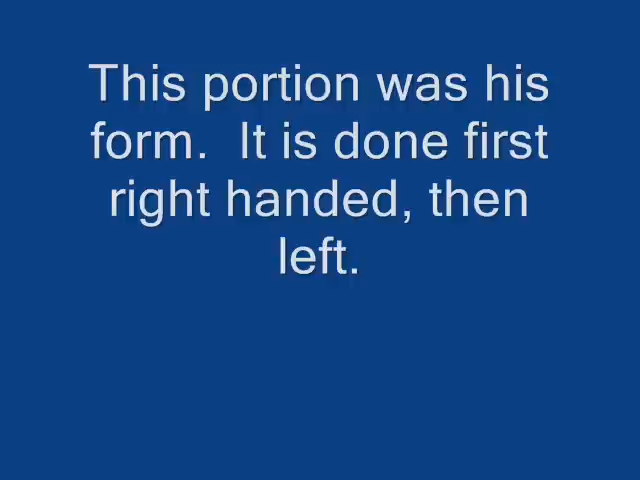 This portion was his
form.  It is done first
right handed, then
left.